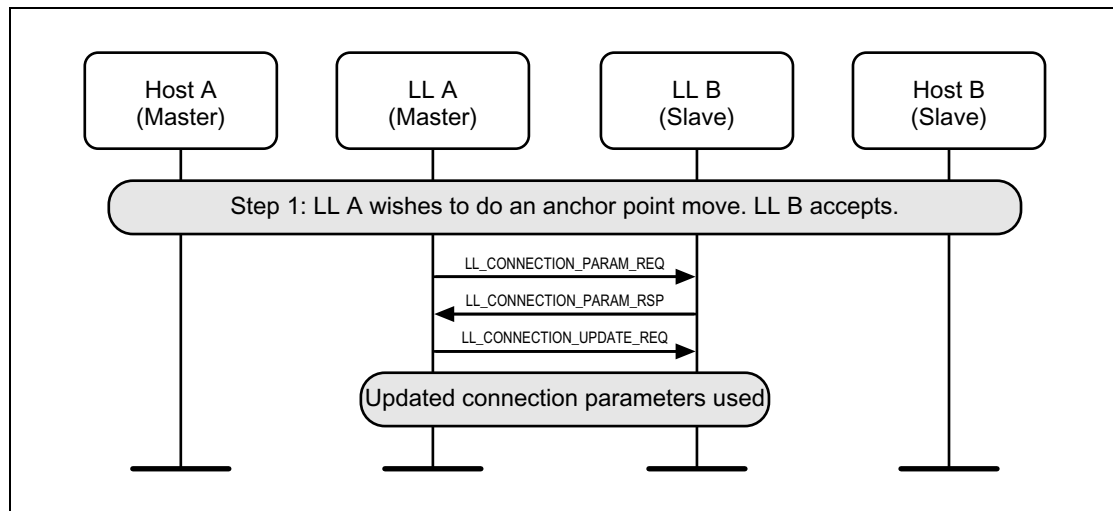 Host A
(Master)
LL A
(Master)
LL B
(Slave)
Host B
(Slave)
Step 1: LL A wishes to do an anchor point move. LL B accepts.
LL_CONNECTION_PARAM_REQ
LL_CONNECTION_PARAM_RSP
LL_CONNECTION_UPDATE_REQ
Updated connection parameters used